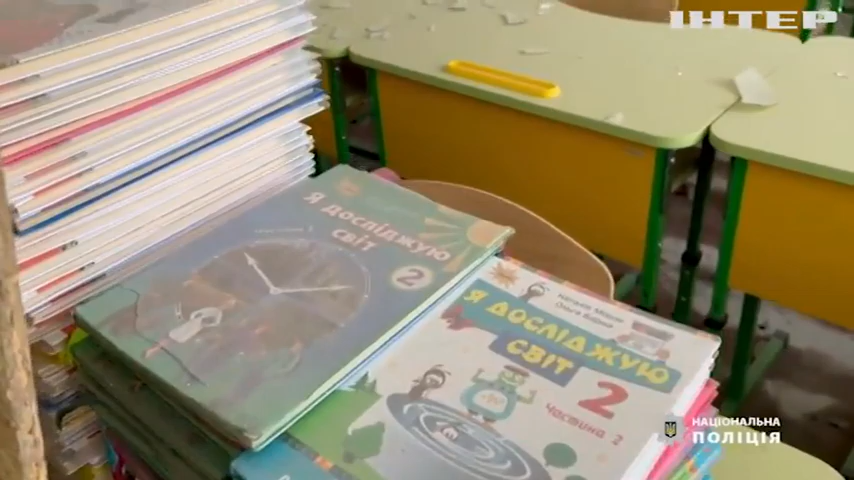 ІНТЕР
Я ДОСЛІДЖУЮ
СВІТ
2
Я ДОСЛІДЖУЮ
СВІТ
2
Частина 2
НАЦІОНАЛЬНА
ПОЛІЦІЯ